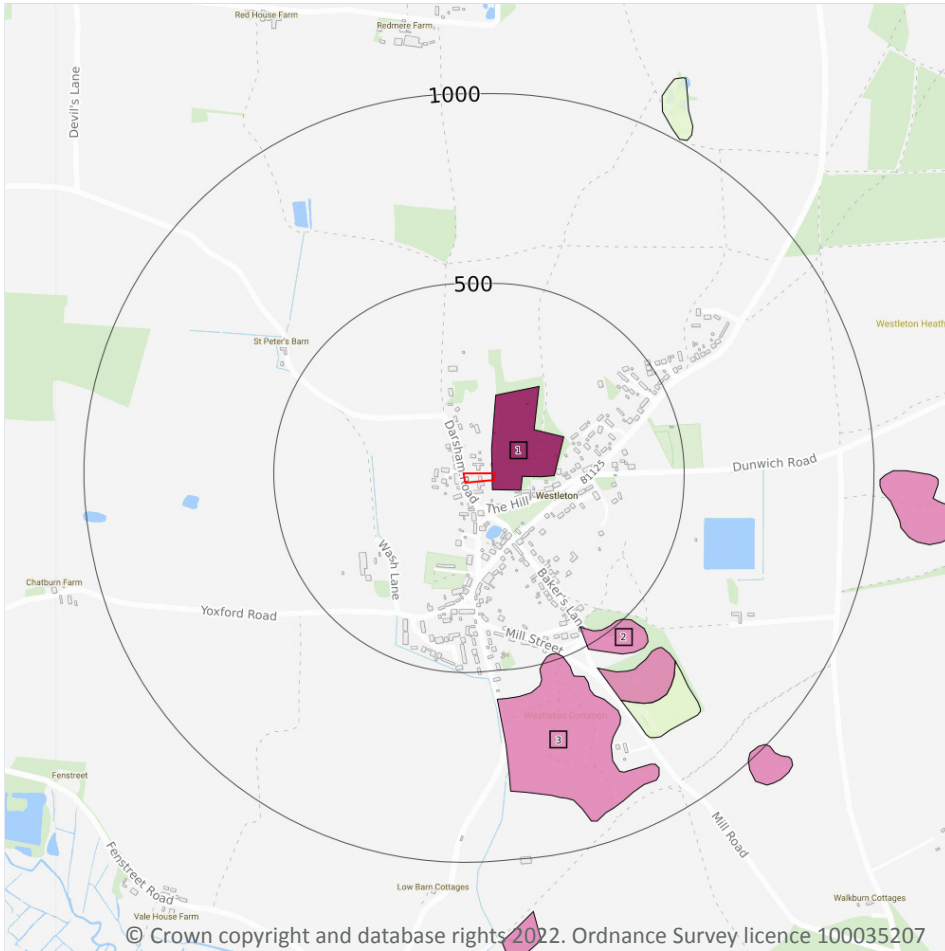 Red House Farm
Redmere Farm
Devil's Lane
1000
500
St Peter's Barn
Westleton Heath
Darsham Road
1
B1125
Dunwich Road
The Hill
Westleton
Wash Lane
Chatburn Farm
Baker's Lane
Yoxford Road
Mill Street
2
Westleton Common
3
Fenstreet
Mill Road
Fenstreet Road
Low Barn Cottages
Walkburn Cottages
Vale House Farm
© Crown copyright and database rights 2022. Ordnance Survey licence 100035207